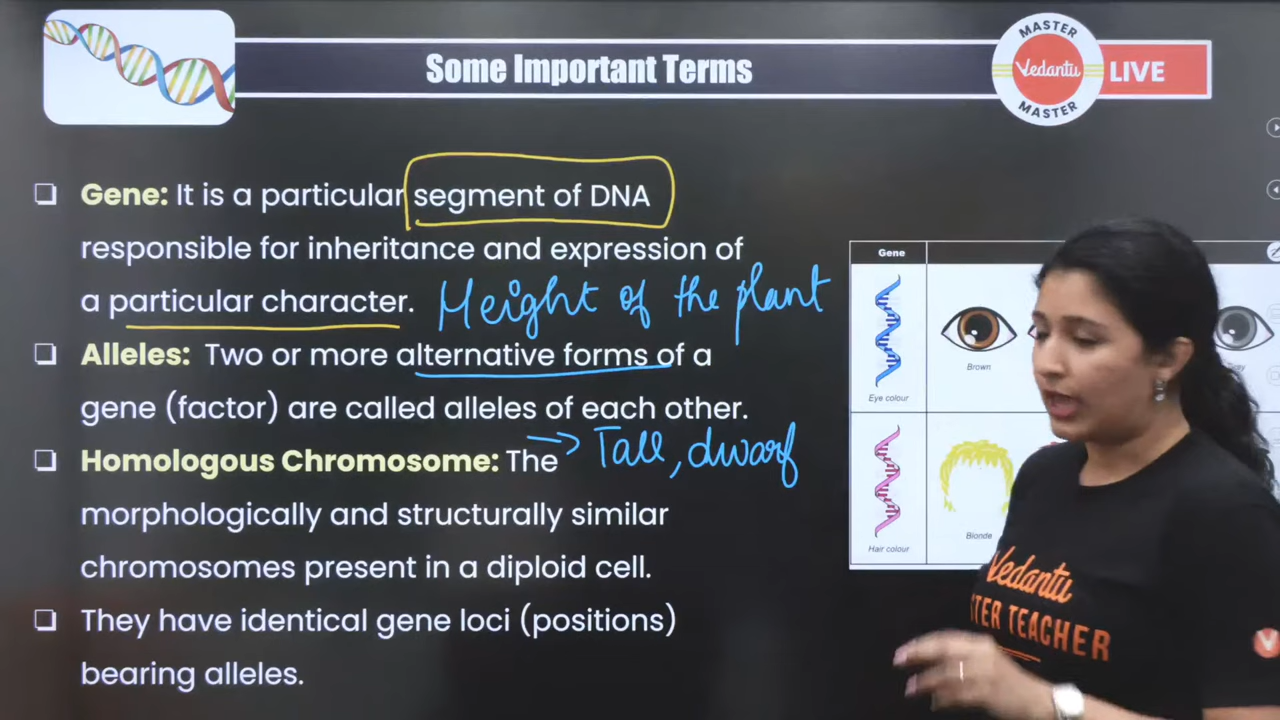 Some Important Terms
MASTER
Vedantu
MASTER
LIVE
Gene: It is a particular segment of DNA
responsible for inheritance and expression of
a particular character. Height of the plant
Alleles: Two or more alternative forms of a
gene (factor) are called alleles of each other.
Homologous Chromosome: The → Tall, dwarf
morphologically and structurally similar
chromosomes present in a diploid cell.
They have identical gene loci (positions)
bearing alleles.
Gene
Brown
Eye colour
Blonde
Hair colour
Vedantu
TER TEACHER